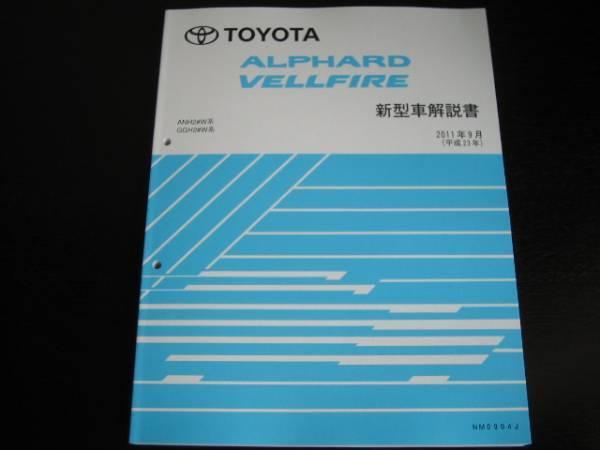 TOYOTA
ALPHARD
VELLFIRE
新型車解説書
ANH2#W系
GGH2#W系
2011年9月
(平成23年)
NM0904J